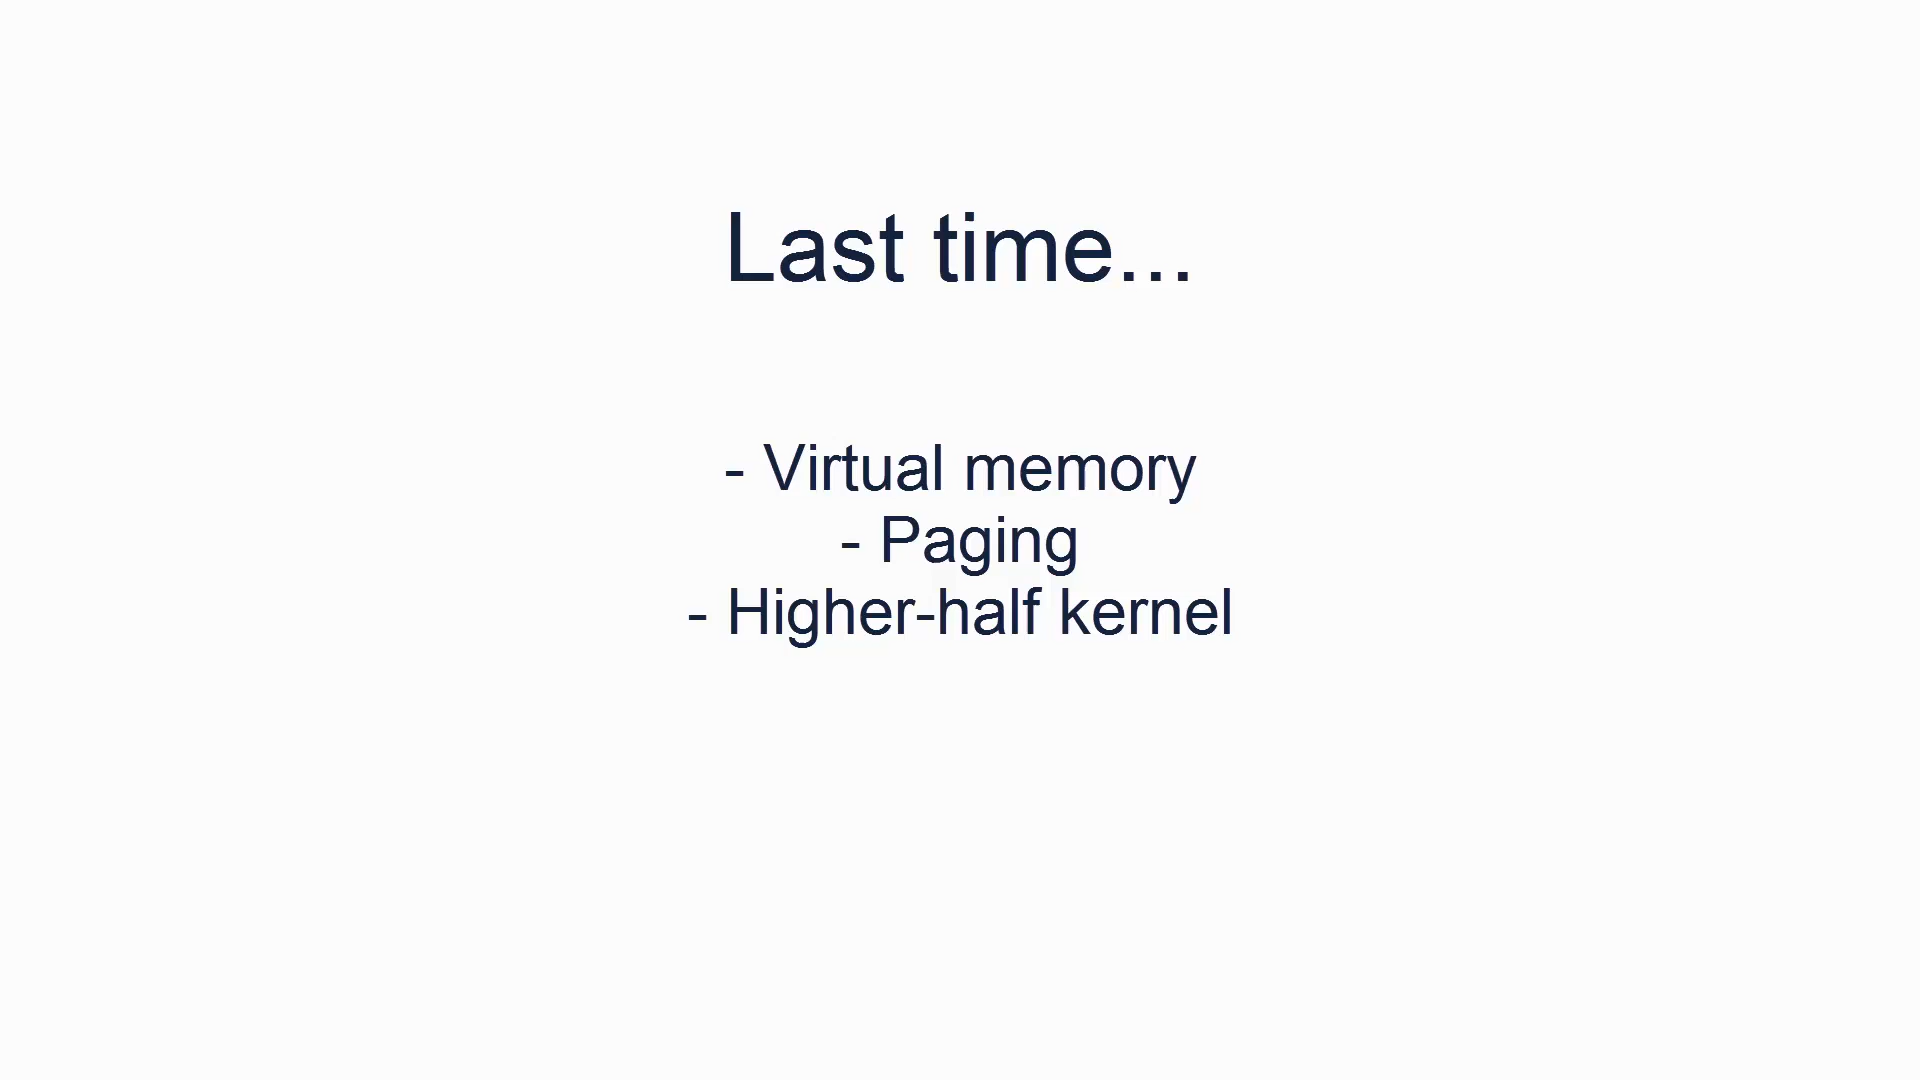 Last time...
- Virtual memory
- Paging
- Higher-half kernel